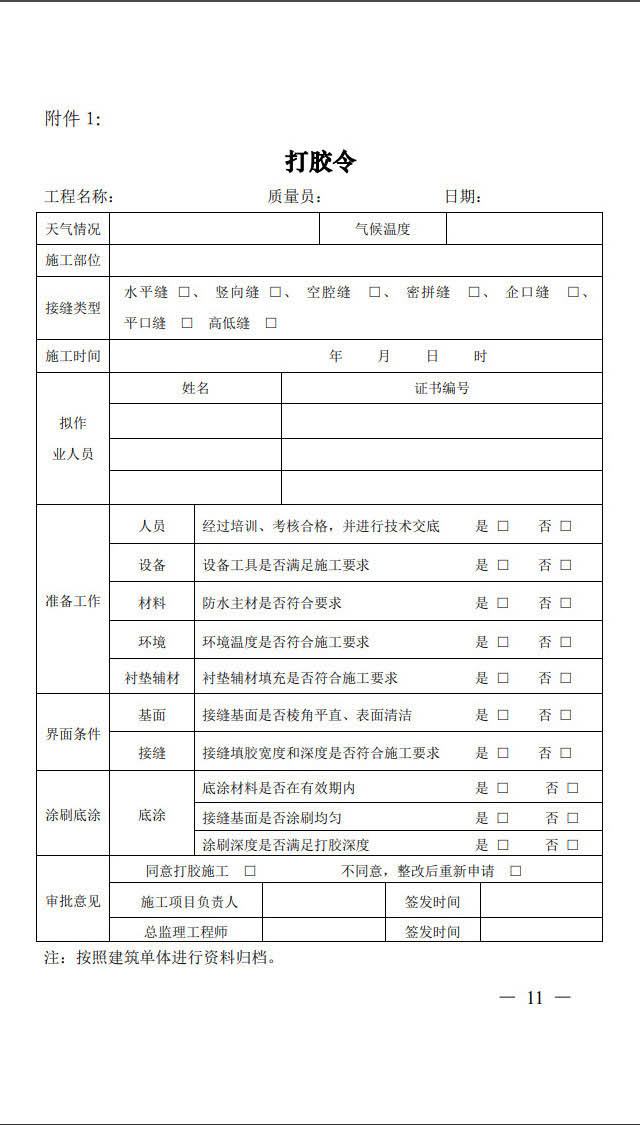 附件 1：
打胶令
工程名称： 质量员： 日期：
天气情况 气候温度
施工部位
接缝类型 水平缝 □、 竖向缝 □、 空腔缝 □、 密拼缝 □、 企口缝 □、
平口缝 □ 高低缝 □
施工时间 年 月 日 时
拟作业人员 姓名 证书编号
准备工作 人员 经过培训、考核合格，并进行技术交底 是 □ 否 □
设备 设备工具是否满足施工要求 是 □ 否 □
材料 防水主材是否符合要求 是 □ 否 □
环境 环境温度是否符合施工要求 是 □ 否 □
衬垫辅材 衬垫辅材填充是否符合施工要求 是 □ 否 □
界面条件 基面 接缝基面是否棱角平直、表面清洁 是 □ 否 □
接缝 接缝填胶宽度和深度是否符合施工要求 是 □ 否 □
涂刷底涂 底涂 底涂材料是否在有效期内 是 □ 否 □
接缝基面是否涂刷均匀 是 □ 否 □
涂刷深度是否满足打胶深度 是 □ 否 □
审批意见 同意打胶施工 □ 不同意，整改后重新申请 □
施工项目负责人 签发时间
总监理工程师 签发时间
注：按照建筑单体进行资料归档。
— 11 —